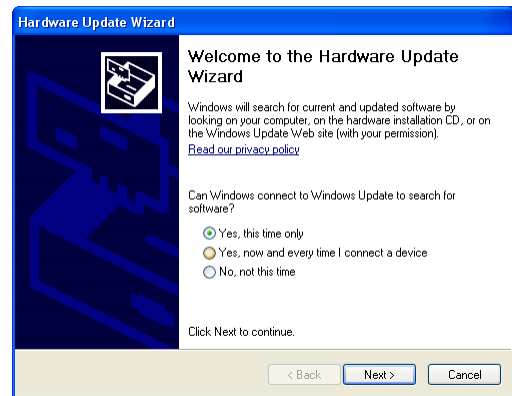 Hardware Update Wizard
Welcome to the Hardware Update
Wizard
Windows will search for current and updated software by
looking on your computer, on the hardware installation CD, or on
the Windows Update Web site (with your permission).
Read our privacy policy
Can Windows connect to Windows Update to search for
software?
Yes, this time only
Yes, now and every time I connect a device
No, not this time
Click Next to continue.
< Back Next > Cancel